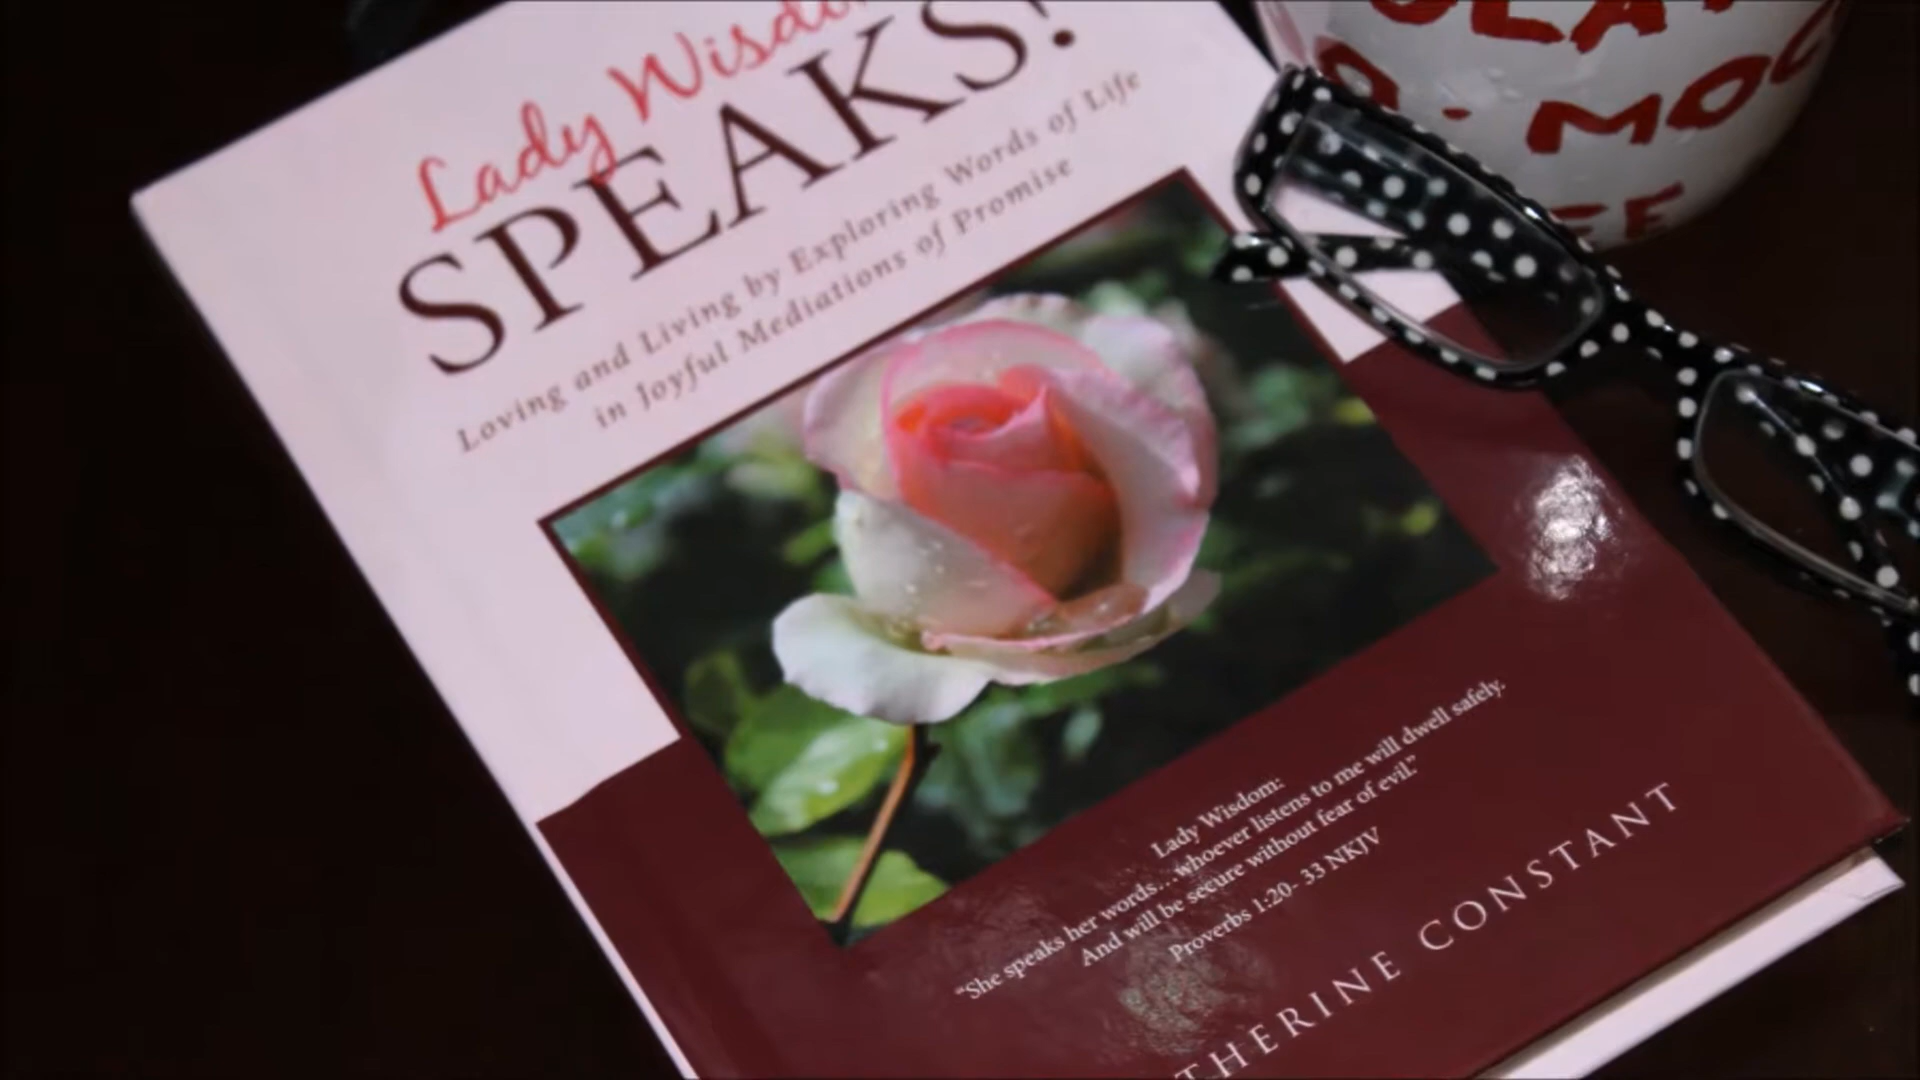 Lady Wisdom
SPEAKS!
Loving and Living by Exploring Words of Life
in Joyful Mediations of Promise
Lady Wisdom:
“She speaks her words…whoever listens to me will dwell safely.
And will be secure without fear of evil.”
Proverbs 1:20- 33 NKJV
THERINE CONSTANT